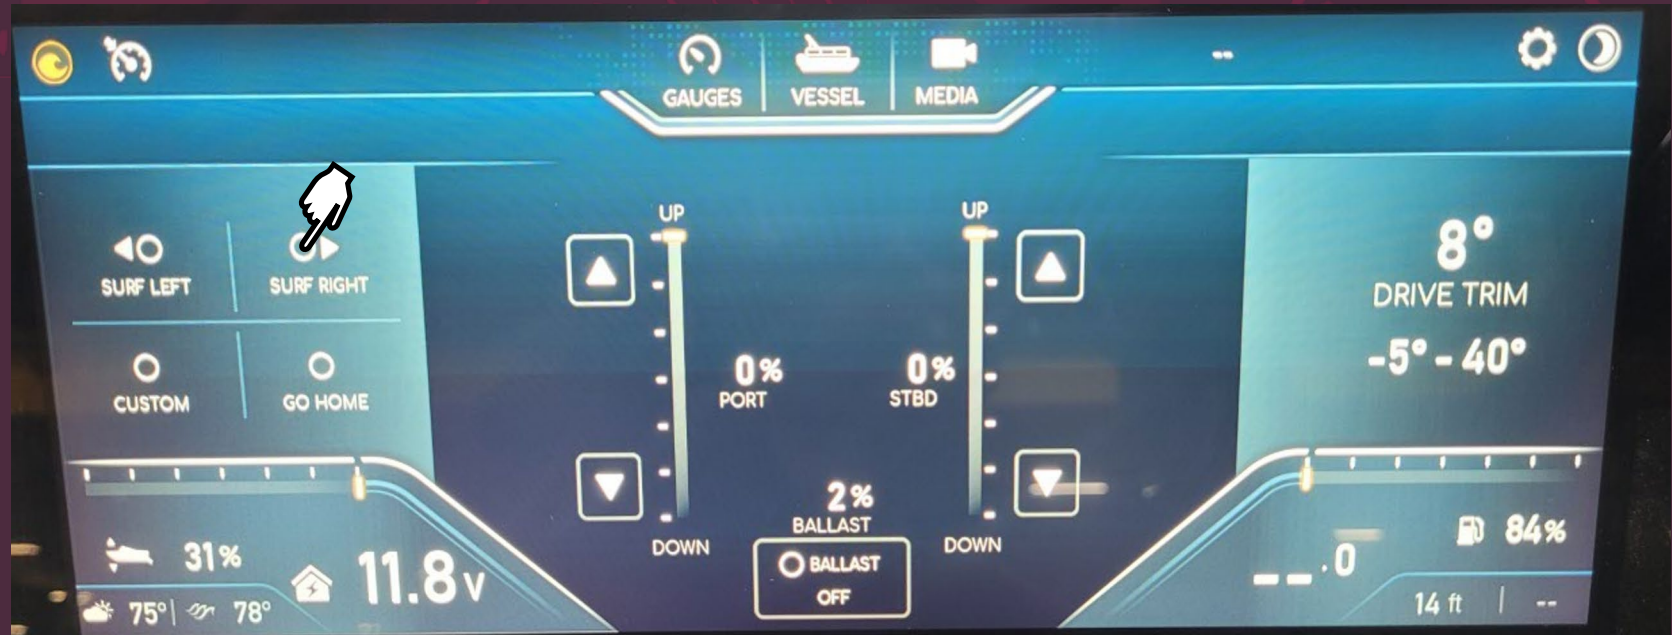 GAUGES
VESSEL
MEDIA
--
SURF LEFT
SURF RIGHT
CUSTOM
GO HOME
UP
UP
0%
PORT
0%
STBD
DOWN
DOWN
2%
BALLAST
BALLAST
OFF
8°
DRIVE TRIM
-5° - 40°
31%
11.8 V
75° | 78°
84%
--.0
14 ft | --